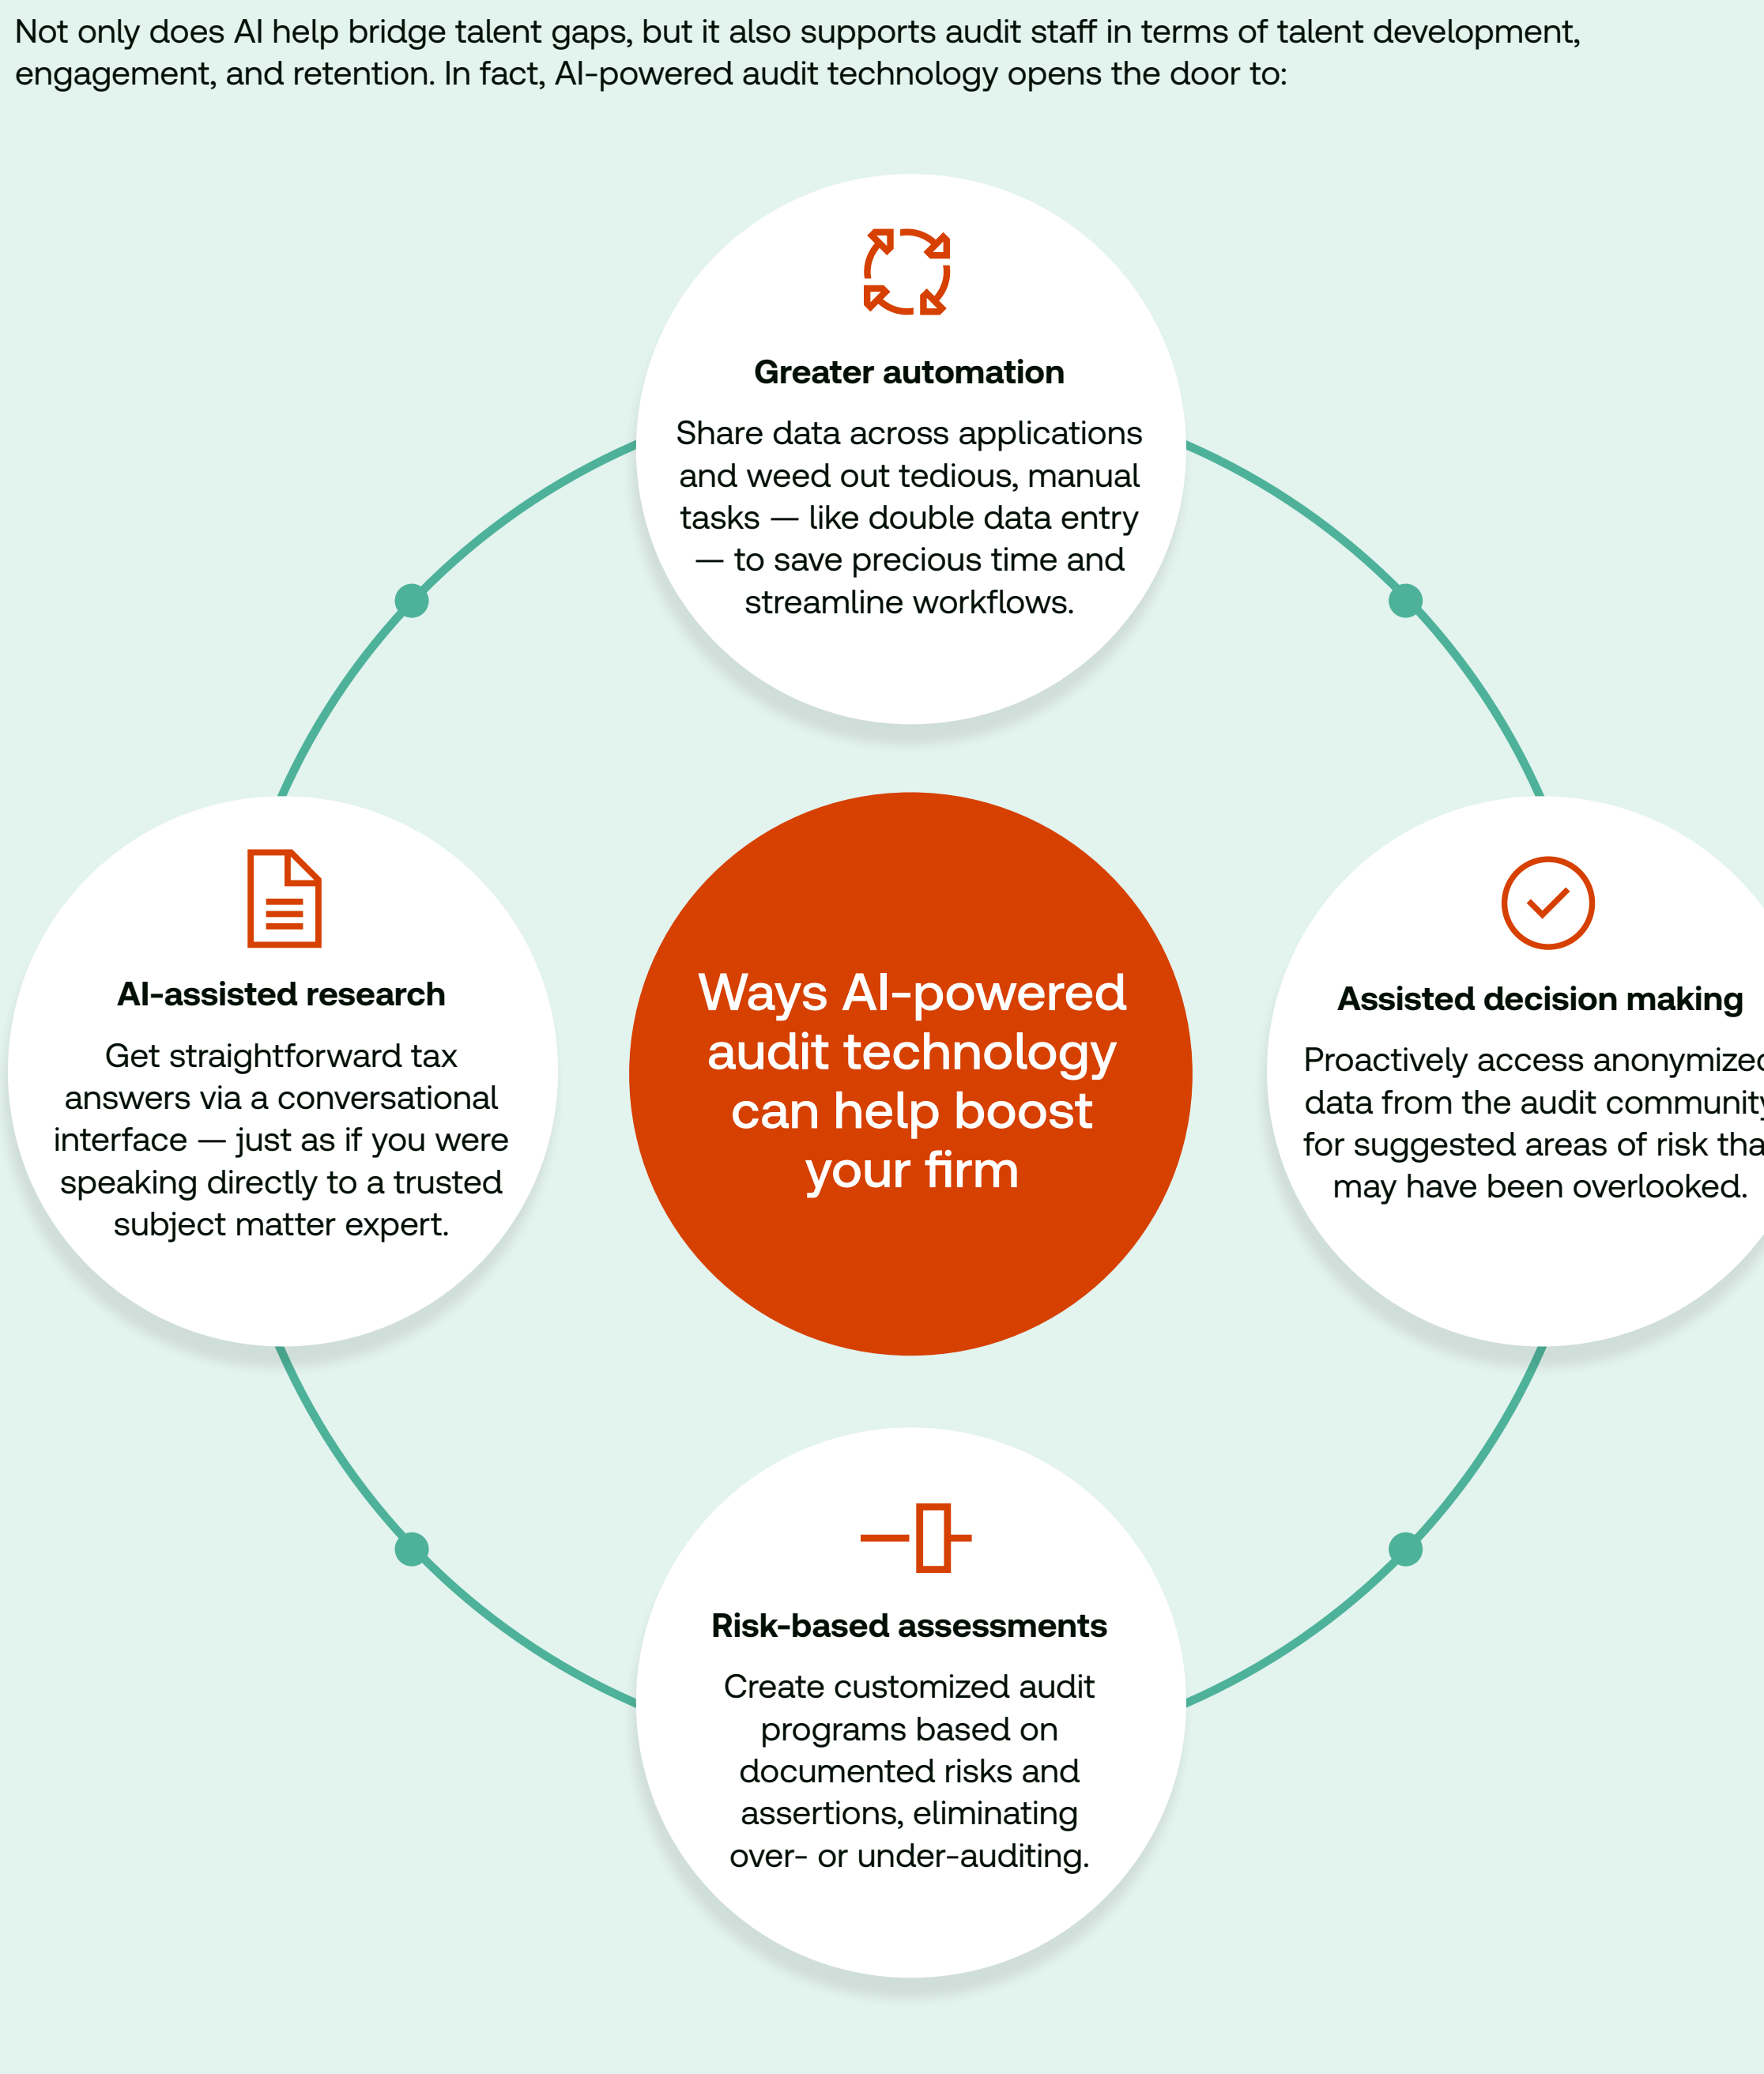 Not only does AI help bridge talent gaps, but it also supports audit staff in terms of talent development,
engagement, and retention. In fact, AI-powered audit technology opens the door to:
Greater automation
Share data across applications
and weed out tedious, manual
tasks — like double data entry
— to save precious time and
streamline workflows.
AI-assisted research
Get straightforward tax
answers via a conversational
interface — just as if you were
speaking directly to a trusted
subject matter expert.
Ways AI-powered
audit technology
can help boost
your firm
Assisted decision making
Proactively access anonymized
data from the audit community
for suggested areas of risk tha
may have been overlooked.
Risk-based assessments
Create customized audit
programs based on
documented risks and
assertions, eliminating
over- or under-auditing.